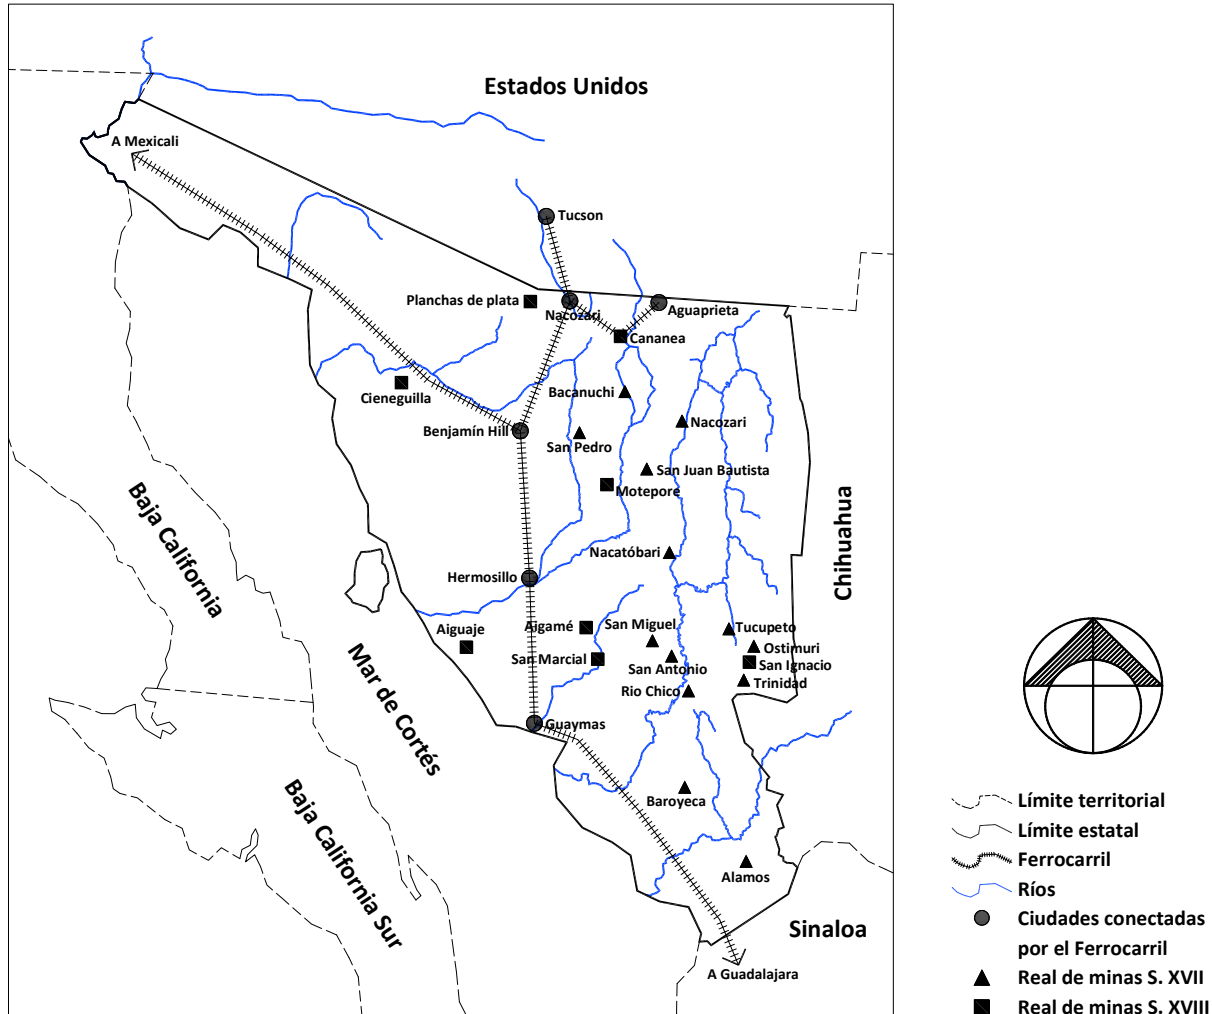 Estados Unidos
A Mexicali
Tucson
Planchas de plata
Nacozari
Aguaprieta
Cananea
Cieneguilla
Bacanuchi
Benjamín Hill
Nacozari
San Pedro
San Juan Bautista
Motepore
Baja California
Chihuahua
Nacatóbari
Hermosillo
Aiguaje
Aigamé
San Miguel
Tucupeto
Ostimuri
San Marcial
San Antonio
San Ignacio
Rio Chico
Trinidad
Mar de Cortés
Guaymas
Baja California Sur
Baroyeca
Alamos
Sinaloa
A Guadalajara
Límite territorial
Límite estatal
Ferrocarril
Ríos
Ciudades conectadas
por el Ferrocarril
Real de minas S. XVII
Real de minas S. XVIII